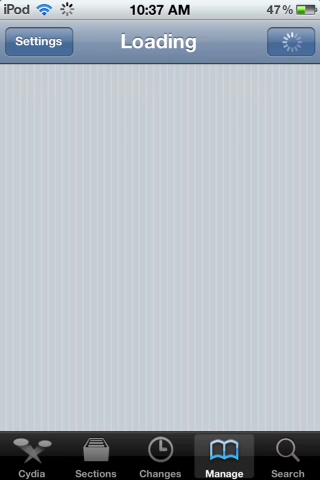 iPod 10:37 AM 47%
Settings Loading
Cydia Sections Changes Manage Search